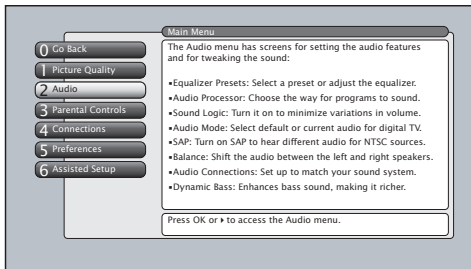 Main Menu
0 Go Back
1 Picture Quality
2 Audio
3 Parental Controls
4 Connections
5 Preferences
6 Assisted Setup
The Audio menu has screens for setting the audio features
and for tweaking the sound:
▪Equalizer Presets: Select a preset or adjust the equalizer.
▪Audio Processor: Choose the way for programs to sound.
▪Sound Logic: Turn it on to minimize variations in volume.
▪Audio Mode: Select default or current audio for digital TV.
▪SAP: Turn on SAP to hear different audio for NTSC sources.
▪Balance: Shift the audio between the left and right speakers.
▪Audio Connections: Set up to match your sound system.
▪Dynamic Bass: Enhances bass sound, making it richer.
Press OK or ▸ to access the Audio menu.